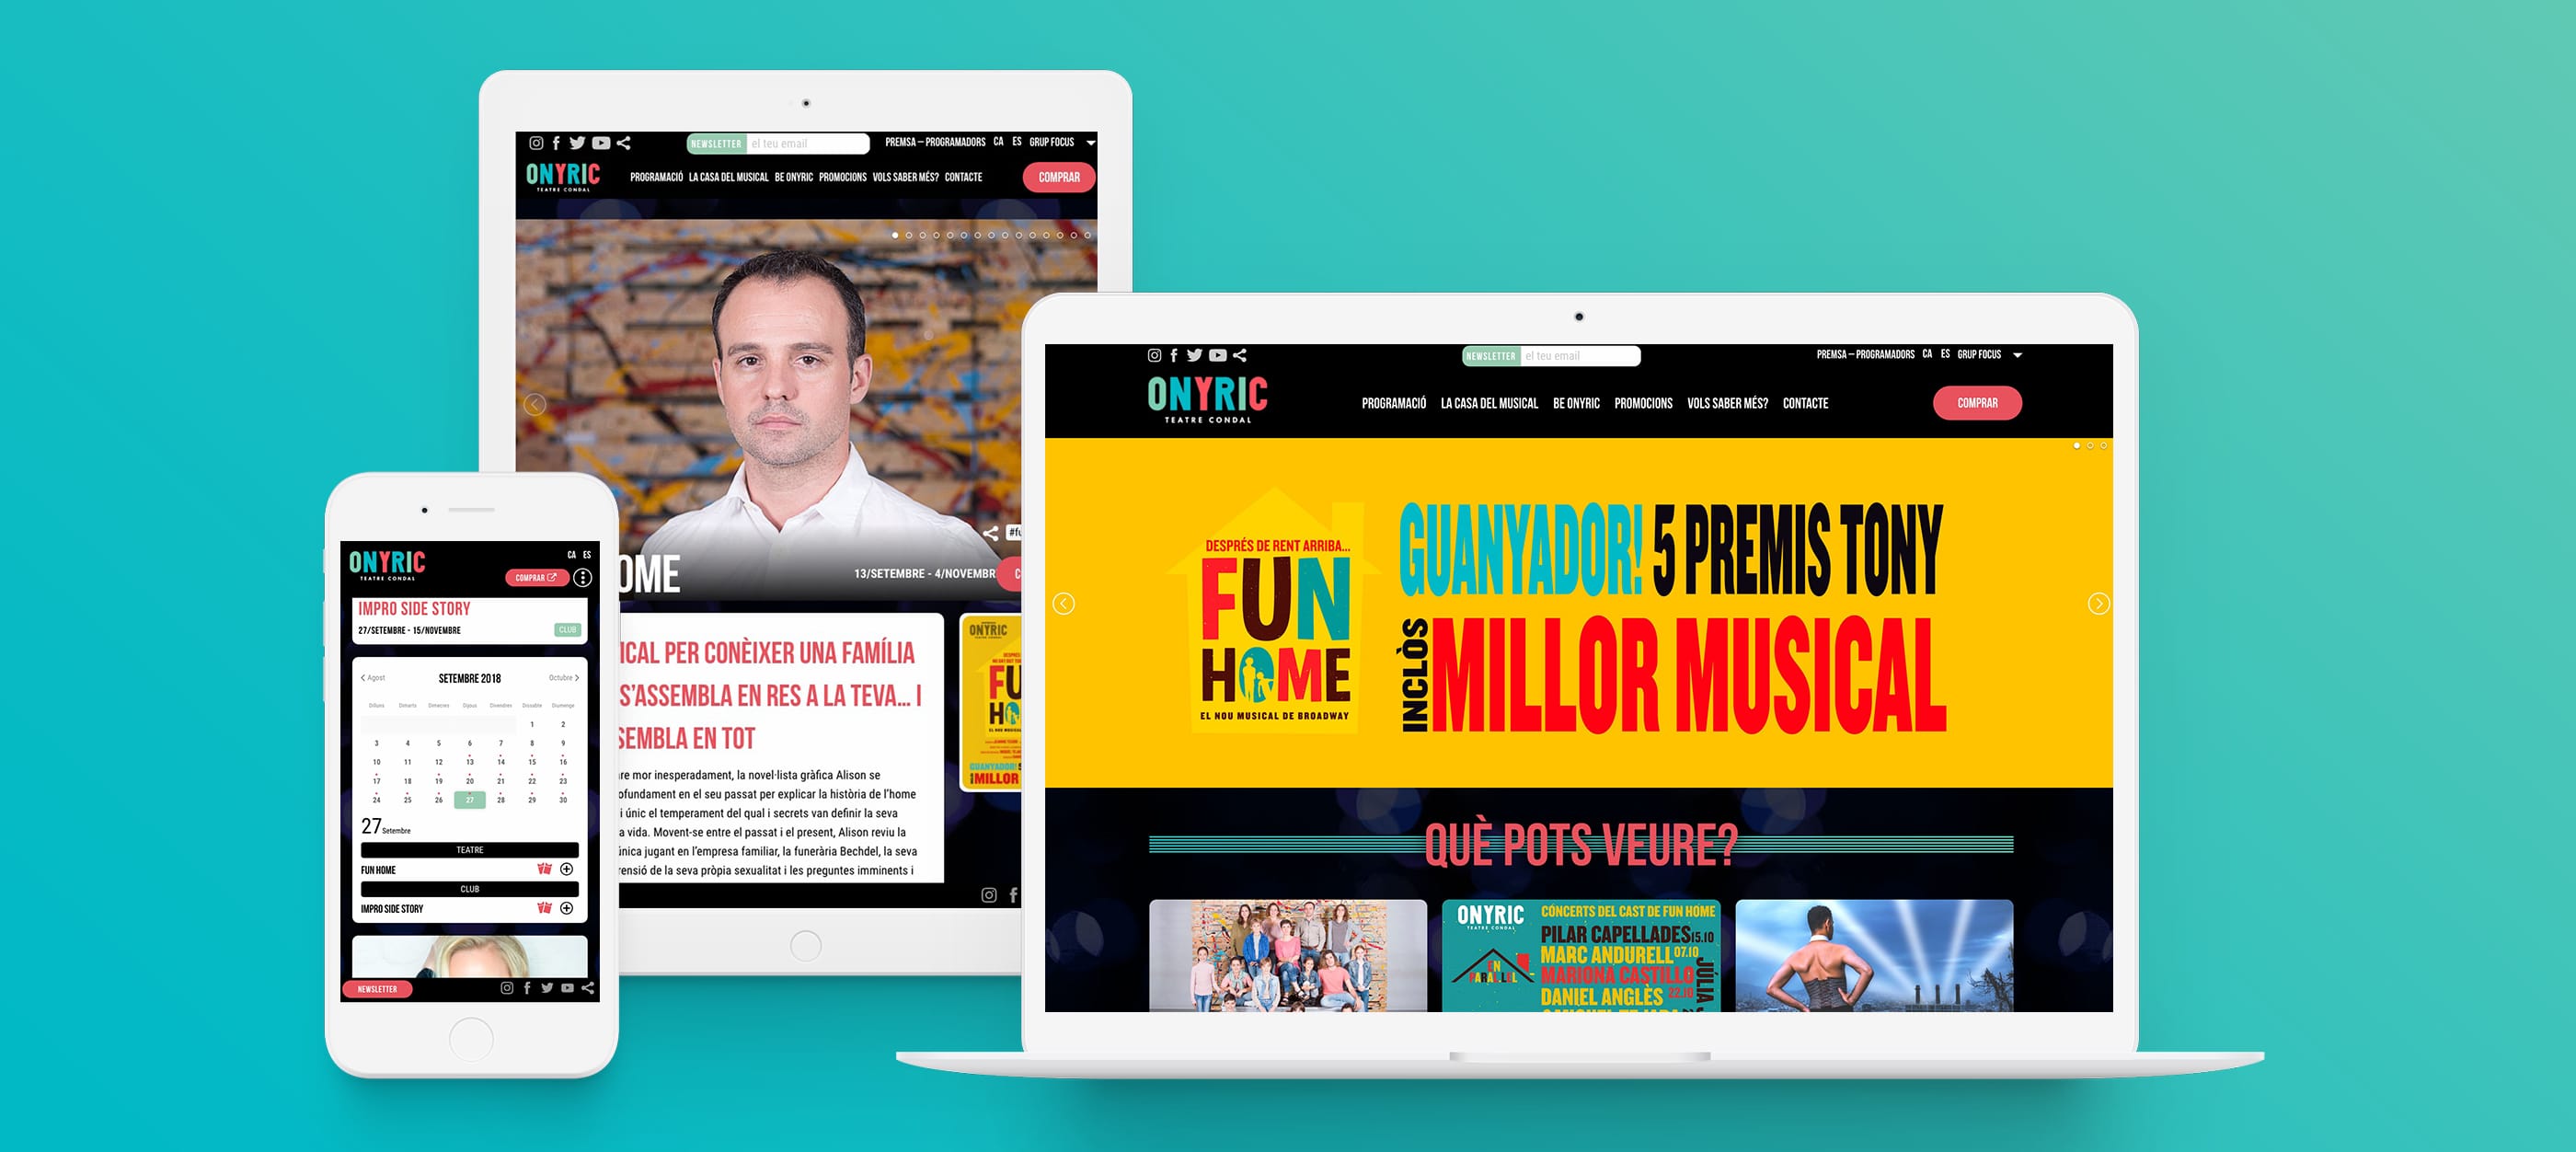 NEWSLETTER el teu email PREMSA – PROGRAMADORS CA ES GRUP FOCUS
ONYRIC
TEATRE CONDAL
PROGRAMACIÓ LA CASA DEL MUSICAL BE ONYRIC PROMOCIONS VOLS SABER MÉS? CONTACTE COMPRAR
#fu
OME
13/SETEMBRE - 4/NOVEMBR
C
ICAL PER CONÈIXER UNA FAMÍLIA
S'ASSEMBLA EN RES A LA TEVA... I
SEMBLA EN TOT
re mor inesperadament, la novel·lista gràfica Alison se
ofundament en el seu passat per explicar la història de l'home
i únic el temperament del qual i secrets van definir la seva
a vida. Movent-se entre el passat i el present, Alison reviu la
única jugant en l'empresa familiar, la funerària Bechdel, la seva
rensió de la seva pròpia sexualitat i les preguntes imminents i
ONYRIC
FU
HO
GUANYADOR! 5
MILLOR
ONYRIC
TEATRE CONDAL
CA ES
COMPRAR
IMPRO SIDE STORY
27/SETEMBRE - 15/NOVEMBRE
CLUB
Agost SETEMBRE 2018 Octubre
Dilluns Dimarts Dimecres Dijous Divendres Dissabte Diumenge
1 2
3 4 5 6 7 8 9
10 11 12 13 14 15 16
17 18 19 20 21 22 23
24 25 26 27 28 29 30
27 Setembre
TEATRE
FUN HOME
CLUB
IMPRO SIDE STORY
NEWSLETTER
NEWSLETTER el teu email PREMSA – PROGRAMADORS CA ES GRUP FOCUS
ONYRIC
TEATRE CONDAL
PROGRAMACIÓ LA CASA DEL MUSICAL BE ONYRIC PROMOCIONS VOLS SABER MÉS? CONTACTE COMPRAR
DESPRÉS DE RENT ARRIBA...
FUN
HOME
EL NOU MUSICAL DE BROADWAY
GUANYADOR! 5 PREMIS TONY
INCLÒS MILLOR MUSICAL
QUÈ POTS VEURE?
ONYRIC
TEATRE CONDAL
EN
PARAL·LEL
CONCERTS DEL CAST DE FUN HOME
PILAR CAPELLADES 15.10
MARC ANDURELL 07.10
MARIONA CASTILLO
DANIEL ANGLÈS 22.10
JÚLIA